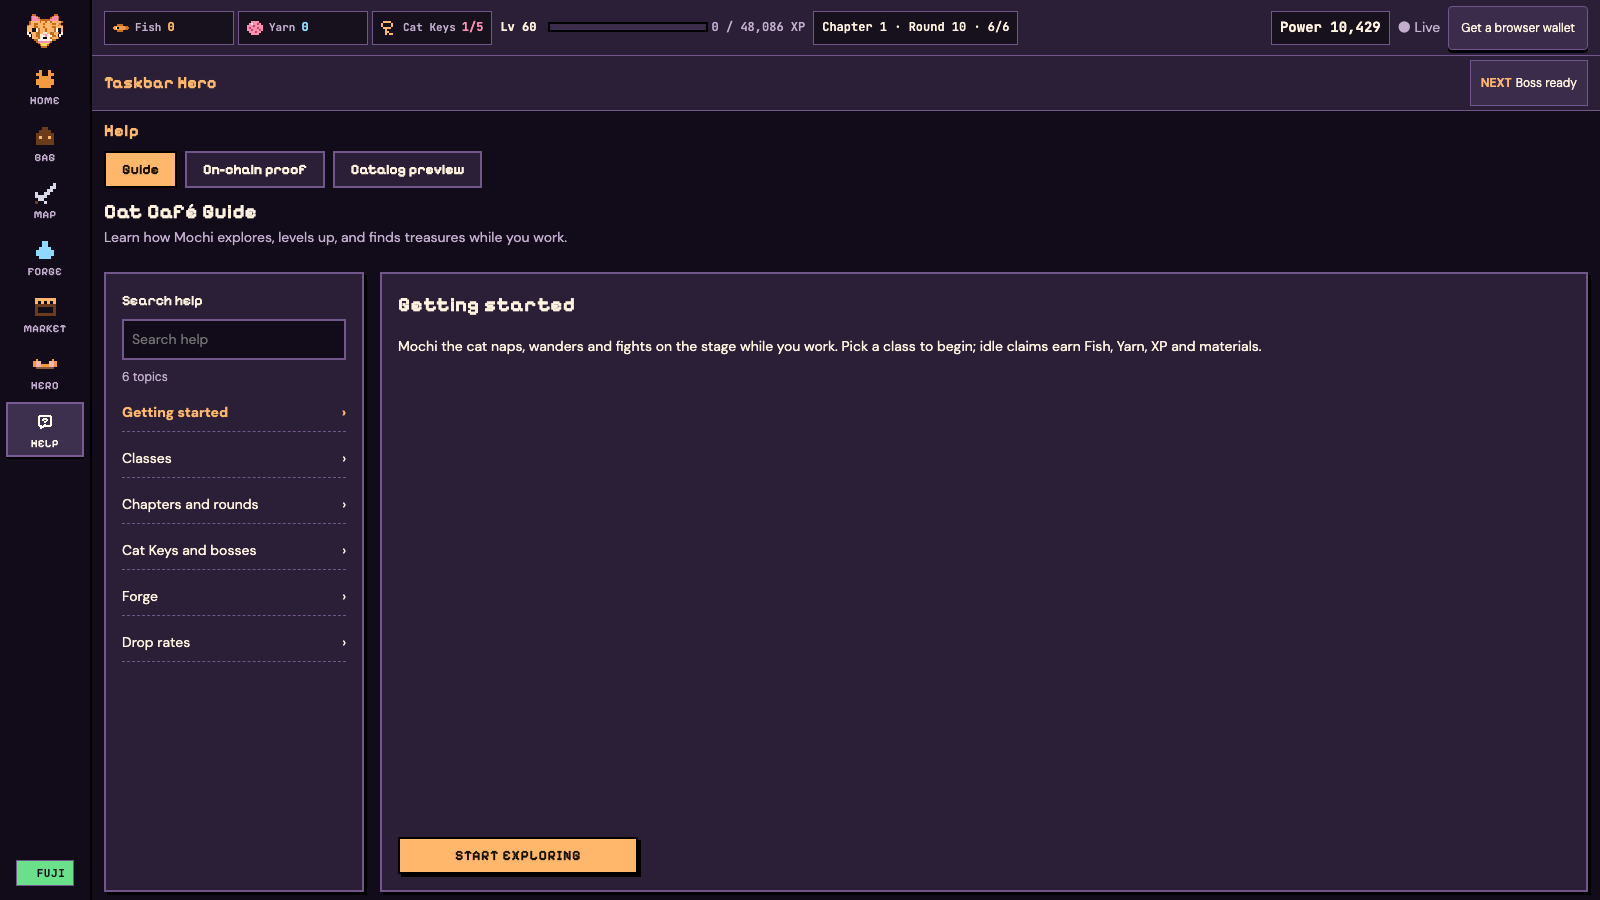 Fish 0
Yarn 0
Cat Keys 1/5
Lv 60
0 / 48,086 XP
Chapter 1 · Round 10 · 6/6
Power 10,429
Live
Get a browser wallet
HOME
BAG
MAP
FORGE
MARKET
HERO
HELP
FUJI
Taskbar Hero
NEXT Boss ready
Help
Guide
On-chain proof
Catalog preview
Cat Café Guide
Learn how Mochi explores, levels up, and finds treasures while you work.
Search help
Search help
6 topics
Getting started ›
Classes ›
Chapters and rounds ›
Cat Keys and bosses ›
Forge ›
Drop rates ›
Getting started
Mochi the cat naps, wanders and fights on the stage while you work. Pick a class to begin; idle claims earn Fish, Yarn, XP and materials.
START EXPLORING